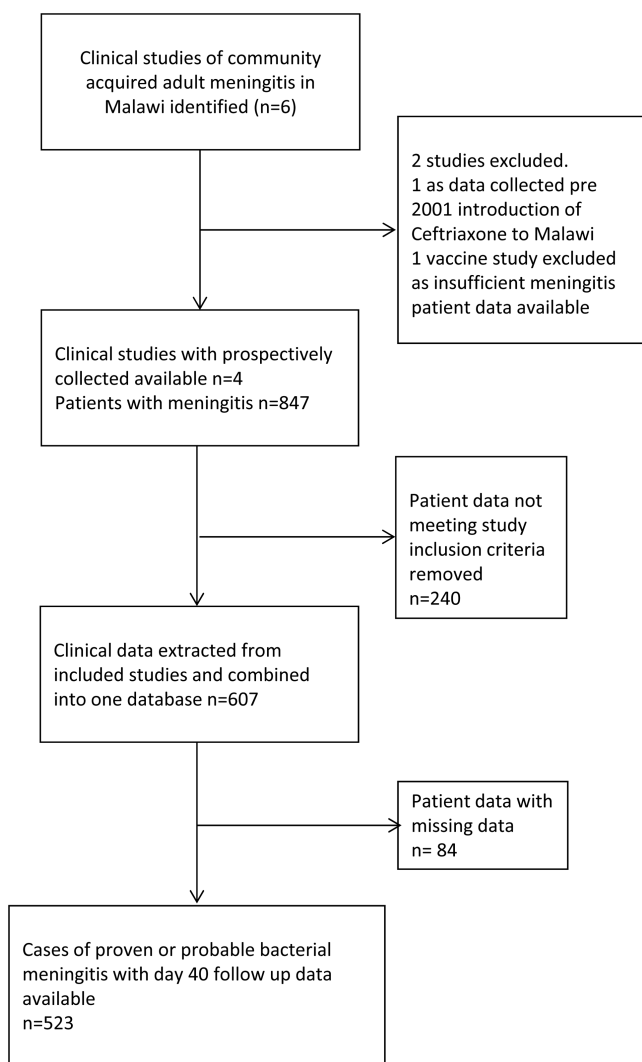 Clinical studies of community
acquired adult meningitis in
Malawi identified (n=6)
2 studies excluded.
1 as data collected pre
2001 introduction of
Ceftriaxone to Malawi
1 vaccine study excluded
as insufficient meningitis
patient data available
Clinical studies with prospectively
collected available n=4
Patients with meningitis n=847
Patient data not
meeting study
inclusion criteria
removed
n=240
Clinical data extracted from
included studies and combined
into one database n=607
Patient data with
missing data
n= 84
Cases of proven or probable bacterial
meningitis with day 40 follow up data
available
n=523